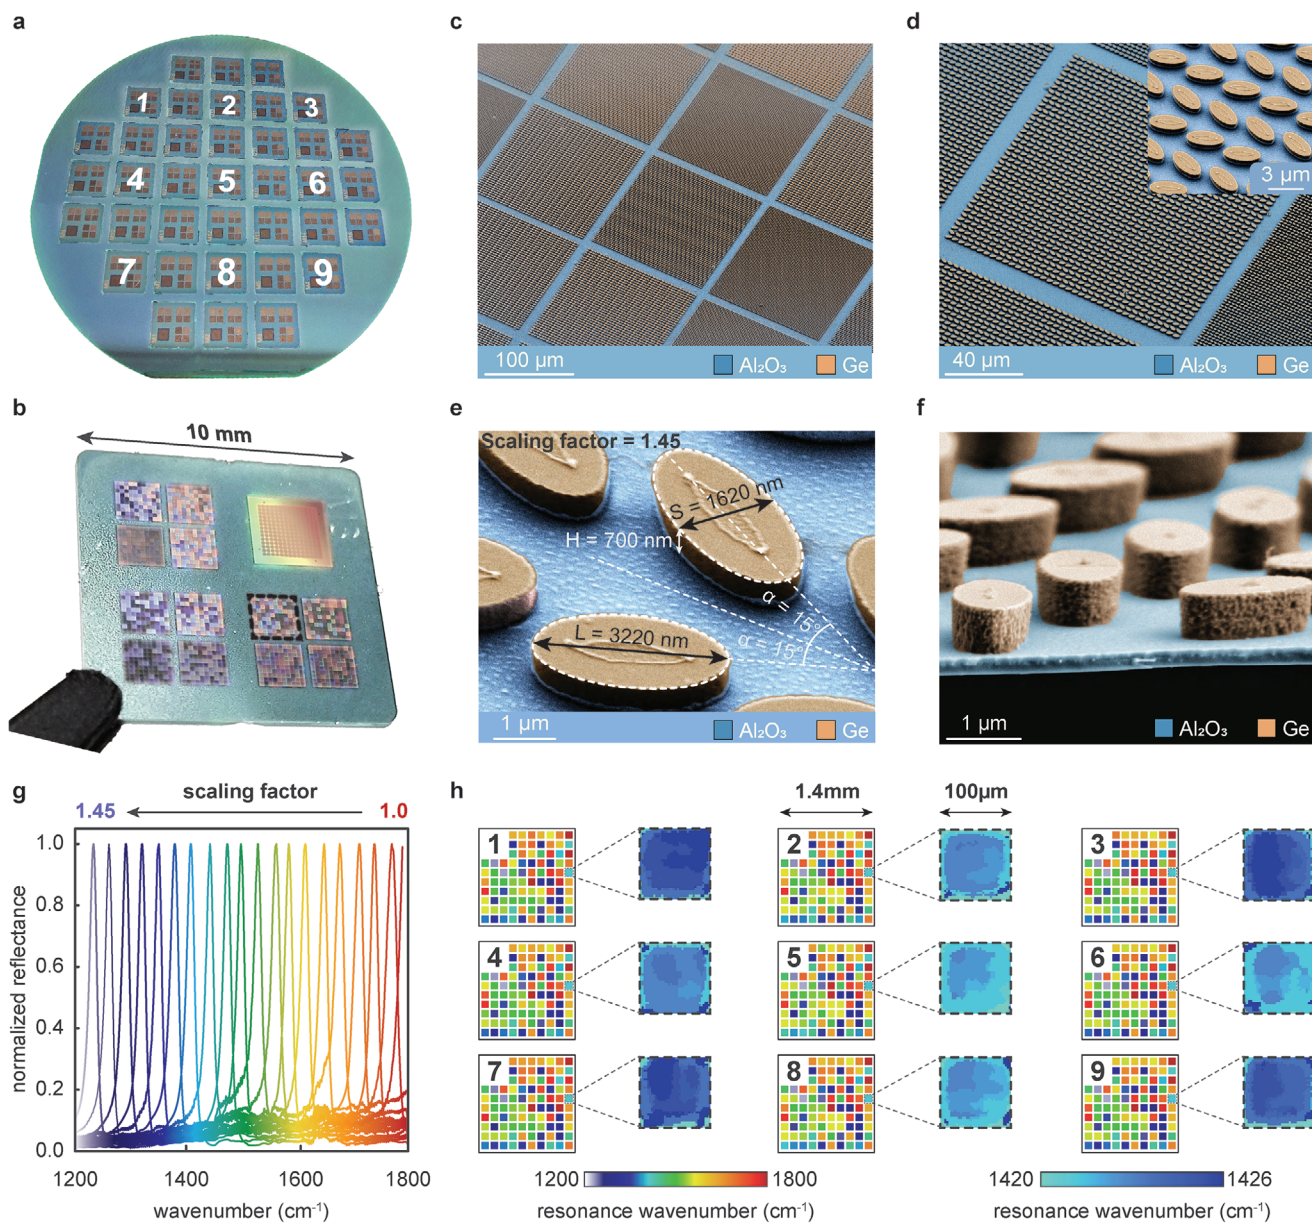 a
1
2
3
4
5
6
7
8
9
b
10 mm
c
100 µm
Al₂O₃
Ge
d
3 µm
40 µm
Al₂O₃
Ge
e
Scaling factor = 1.45
S = 1620 nm
H = 700 nm
α = 15°
α = 15°
L = 3220 nm
1 µm
Al₂O₃
Ge
f
1 µm
Al₂O₃
Ge
g
scaling factor
1.45
1.0
normalized reflectance
1.0
0.8
0.6
0.4
0.2
0.0
1200
1400
1600
1800
wavenumber (cm⁻¹)
h
1.4mm
100µm
1
2
3
4
5
6
7
8
9
1200
1800
resonance wavenumber (cm⁻¹)
1420
1426
resonance wavenumber (cm⁻¹)